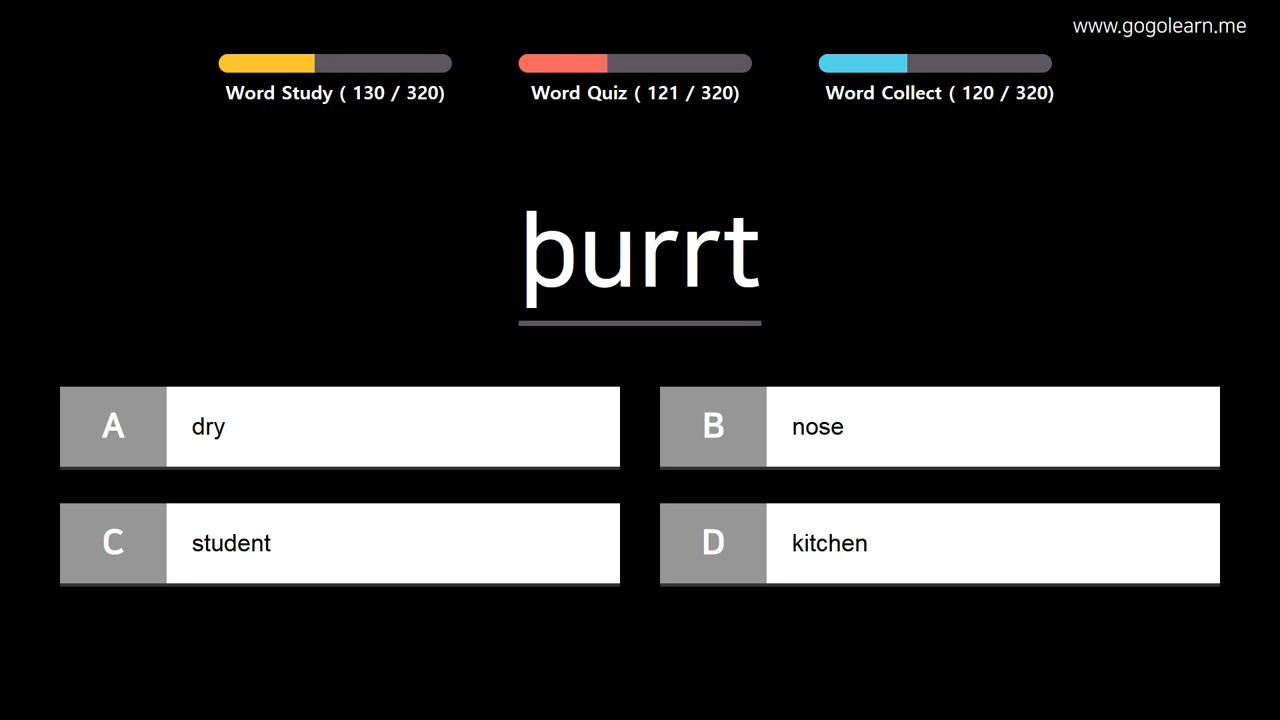 www.gogolearn.me
Word Study ( 130 / 320)
Word Quiz ( 121 / 320)
Word Collect ( 120 / 320)
þurrt
A dry
B nose
C student
D kitchen